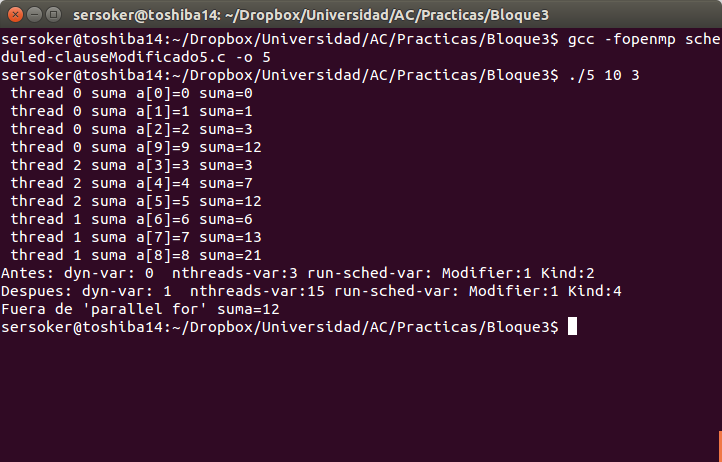 sersoker@toshiba14: ~/Dropbox/Universidad/AC/Practicas/Bloque3
sersoker@toshiba14:~/Dropbox/Universidad/AC/Practicas/Bloque3$ gcc -fopenmp sche
duled-clauseModificado5.c -o 5
sersoker@toshiba14:~/Dropbox/Universidad/AC/Practicas/Bloque3$ ./5 10 3
thread 0 suma a[0]=0 suma=0
thread 0 suma a[1]=1 suma=1
thread 0 suma a[2]=2 suma=3
thread 0 suma a[9]=9 suma=12
thread 2 suma a[3]=3 suma=3
thread 2 suma a[4]=4 suma=7
thread 2 suma a[5]=5 suma=12
thread 1 suma a[6]=6 suma=6
thread 1 suma a[7]=7 suma=13
thread 1 suma a[8]=8 suma=21
Antes: dyn-var: 0  nthreads-var:3 run-sched-var: Modifier:1 Kind:2
Despues: dyn-var: 1  nthreads-var:15 run-sched-var: Modifier:1 Kind:4
Fuera de 'parallel for' suma=12
sersoker@toshiba14:~/Dropbox/Universidad/AC/Practicas/Bloque3$